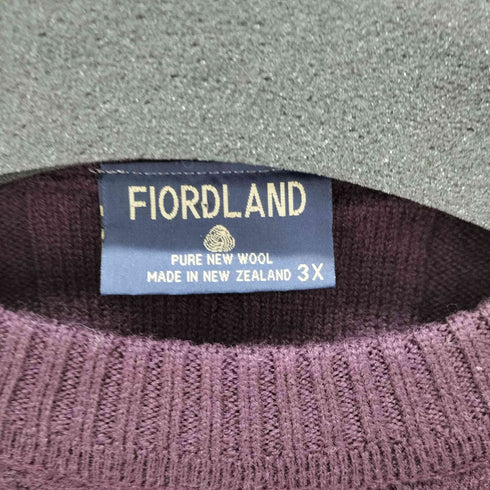 FIORDLAND
PURE NEW WOOL
MADE IN NEW ZEALAND 3X